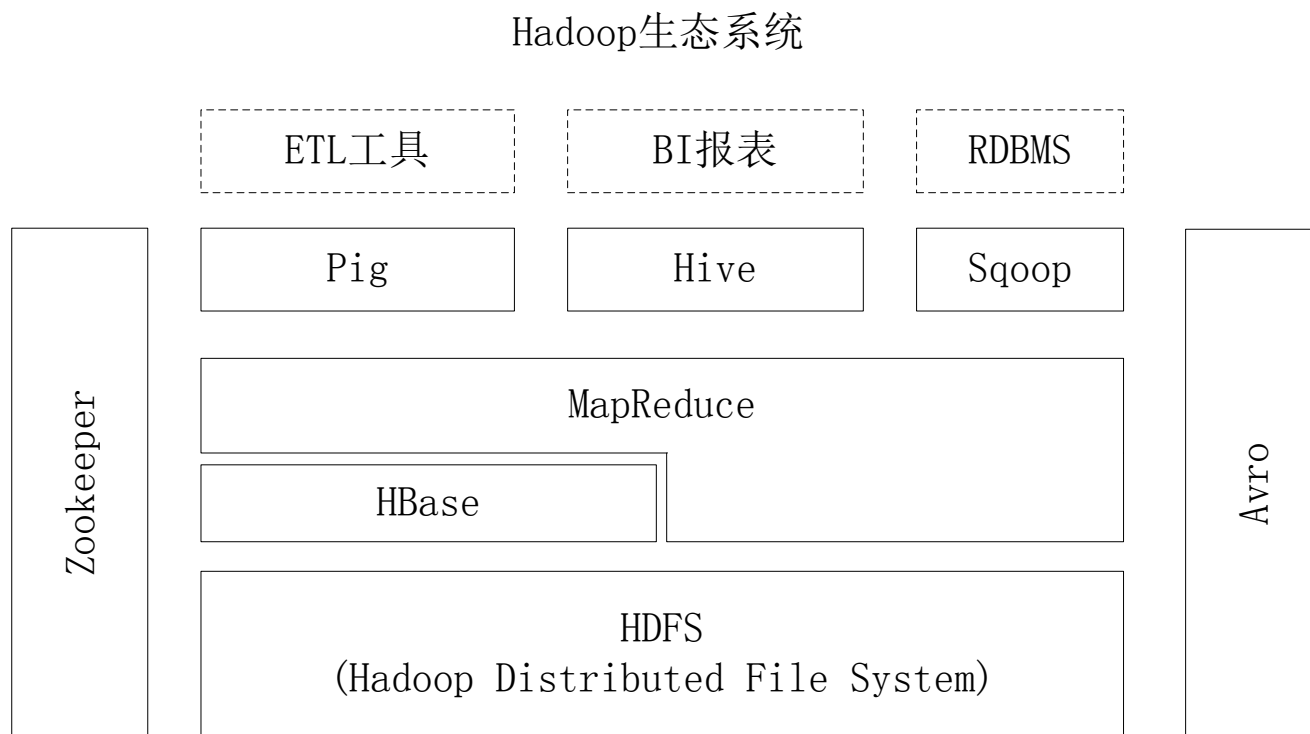 Hadoop生态系统
ETL工具
BI报表
RDBMS
Pig
Hive
Sqoop
Zookeeper
MapReduce
HBase
Avro
HDFS
(Hadoop Distributed File System)